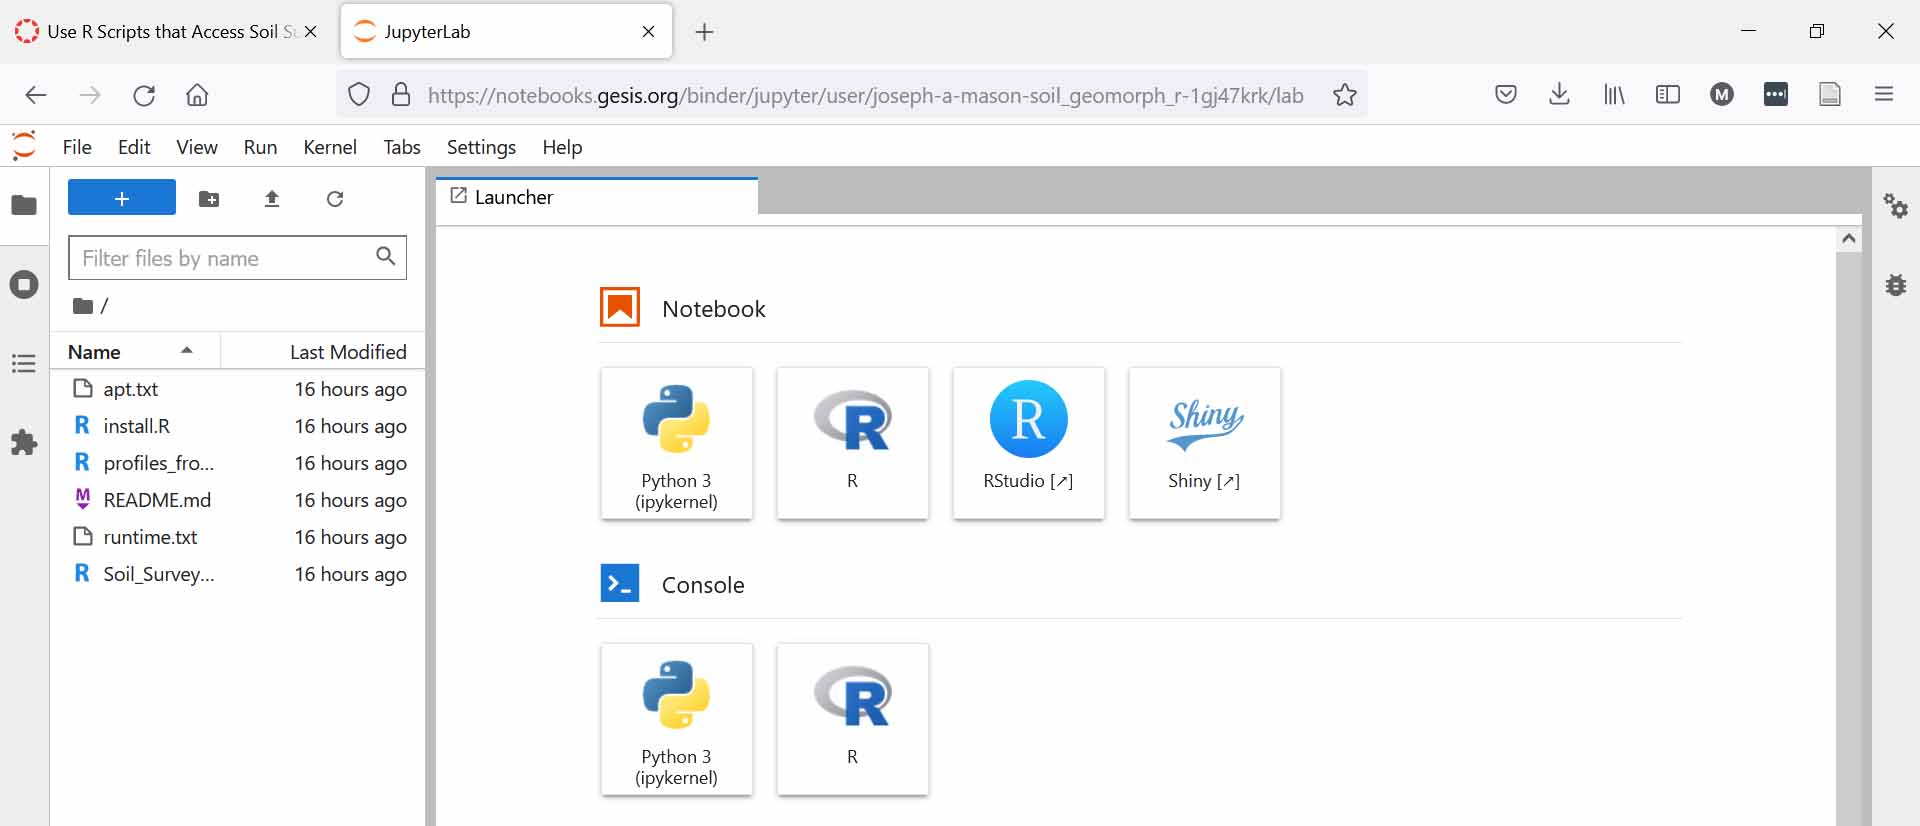 Use R Scripts that Access Soil Su
JupyterLab
https://notebooks.gesis.org/binder/jupyter/user/joseph-a-mason-soil_geomorph_r-1gj47krk/lab
M
File Edit View Run Kernel Tabs Settings Help
+
Launcher
Filter files by name
/
Name Last Modified
apt.txt 16 hours ago
R install.R 16 hours ago
R profiles_fro... 16 hours ago
M README.md 16 hours ago
runtime.txt 16 hours ago
R Soil_Survey... 16 hours ago
Notebook
R R Shiny
Python 3
(ipykernel)
R
RStudio [↗]
Shiny [↗]
Console
R
Python 3
(ipykernel)
R